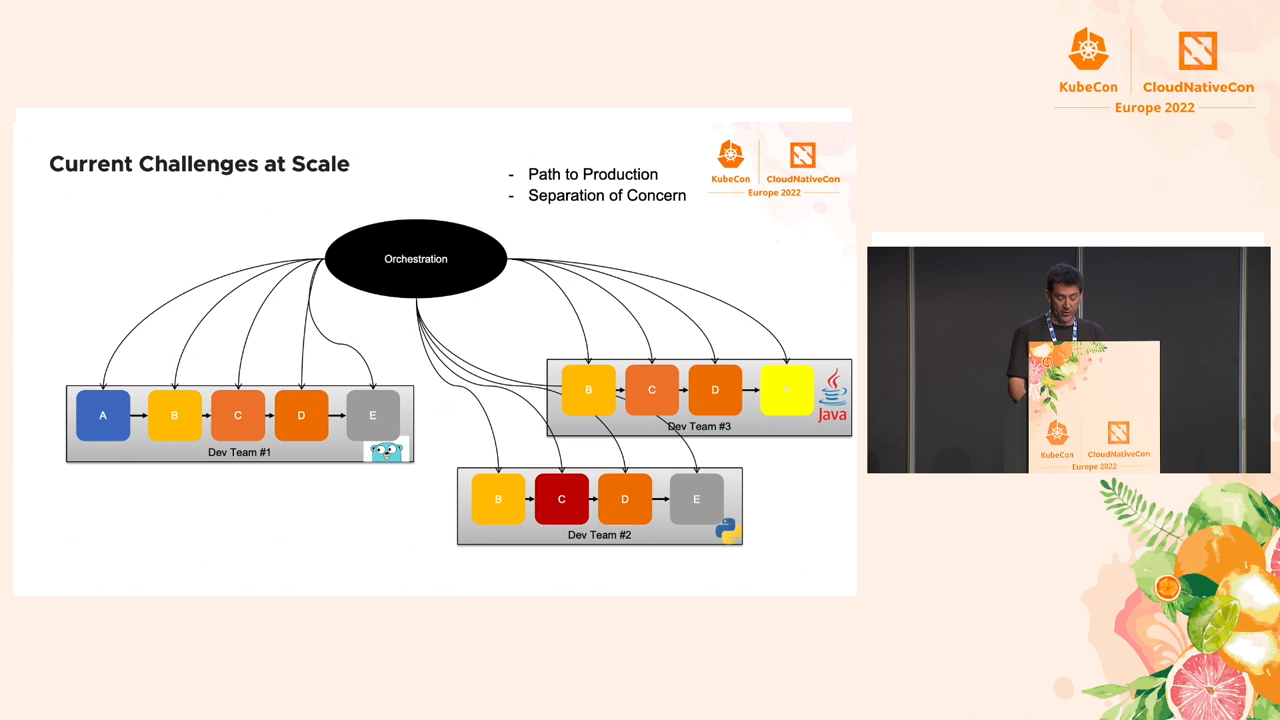 KubeCon
CloudNativeCon
Europe 2022
Current Challenges at Scale
- Path to Production
- Separation of Concern
KubeCon
CloudNativeCon
Europe 2022
Orchestration
A
B
C
D
E
Dev Team #1
B
C
D
Java
Dev Team #3
B
C
D
E
Dev Team #2
KubeCon
CloudNativeCon
Europe 2022